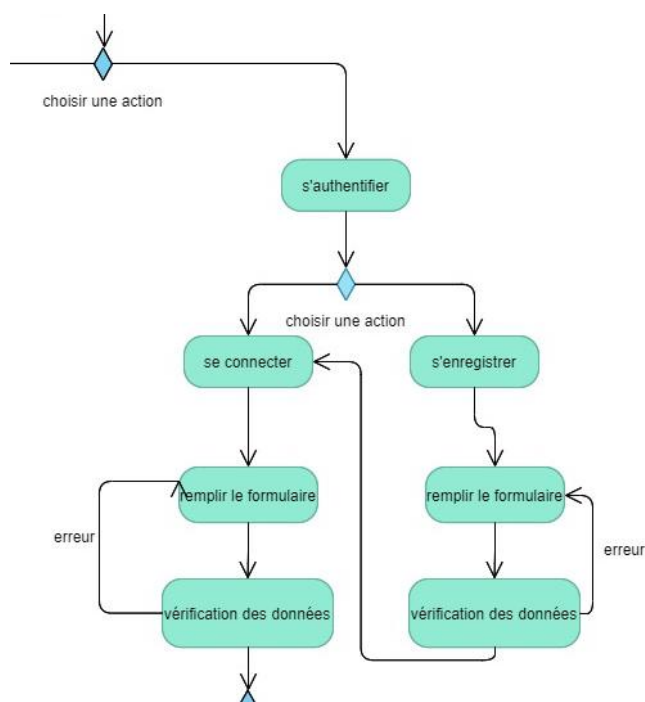 choisir une action
s'authentifier
choisir une action
se connecter
s'enregistrer
remplir le formulaire
remplir le formulaire
erreur
erreur
vérification des données
vérification des données